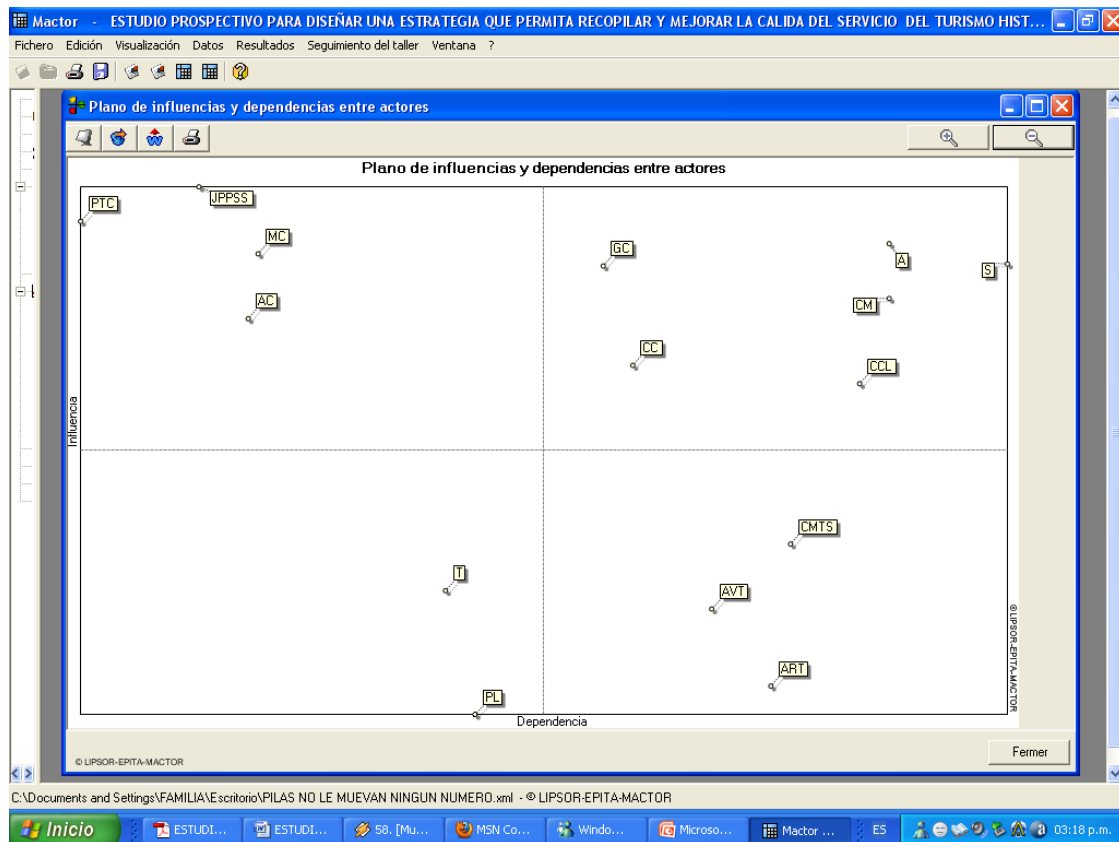 Mactor - ESTUDIO PROSPECTIVO PARA DISEÑAR UNA ESTRATEGIA QUE PERMITA RECOPILAR Y MEJORAR LA CALIDA DEL SERVICIO DEL TURISMO HIST...
Fichero Edición Visualización Datos Resultados Seguimiento del taller Ventana ?
Plano de influencias y dependencias entre actores
Plano de influencias y dependencias entre actores
PTC
JPPSS
MC
GC
A
S
AC
CM
CC
CCL
Influencia
CMTS
T
AVT
ART
PL
Dependencia
© LIPSOR-EPITA-MACTOR
Fermer
© LIPSOR-EPITA-MACTOR
C:\Documents and Settings\FAMILIA\Escritorio\PILAS NO LE MUEVAN NINGUN NUMERO.xml - © LIPSOR-EPITA-MACTOR
Inicio ESTUDI... ESTUDI... 58. [Mu... MSN Co... Windo... Microso... Mactor ... ES 03:18 p.m.